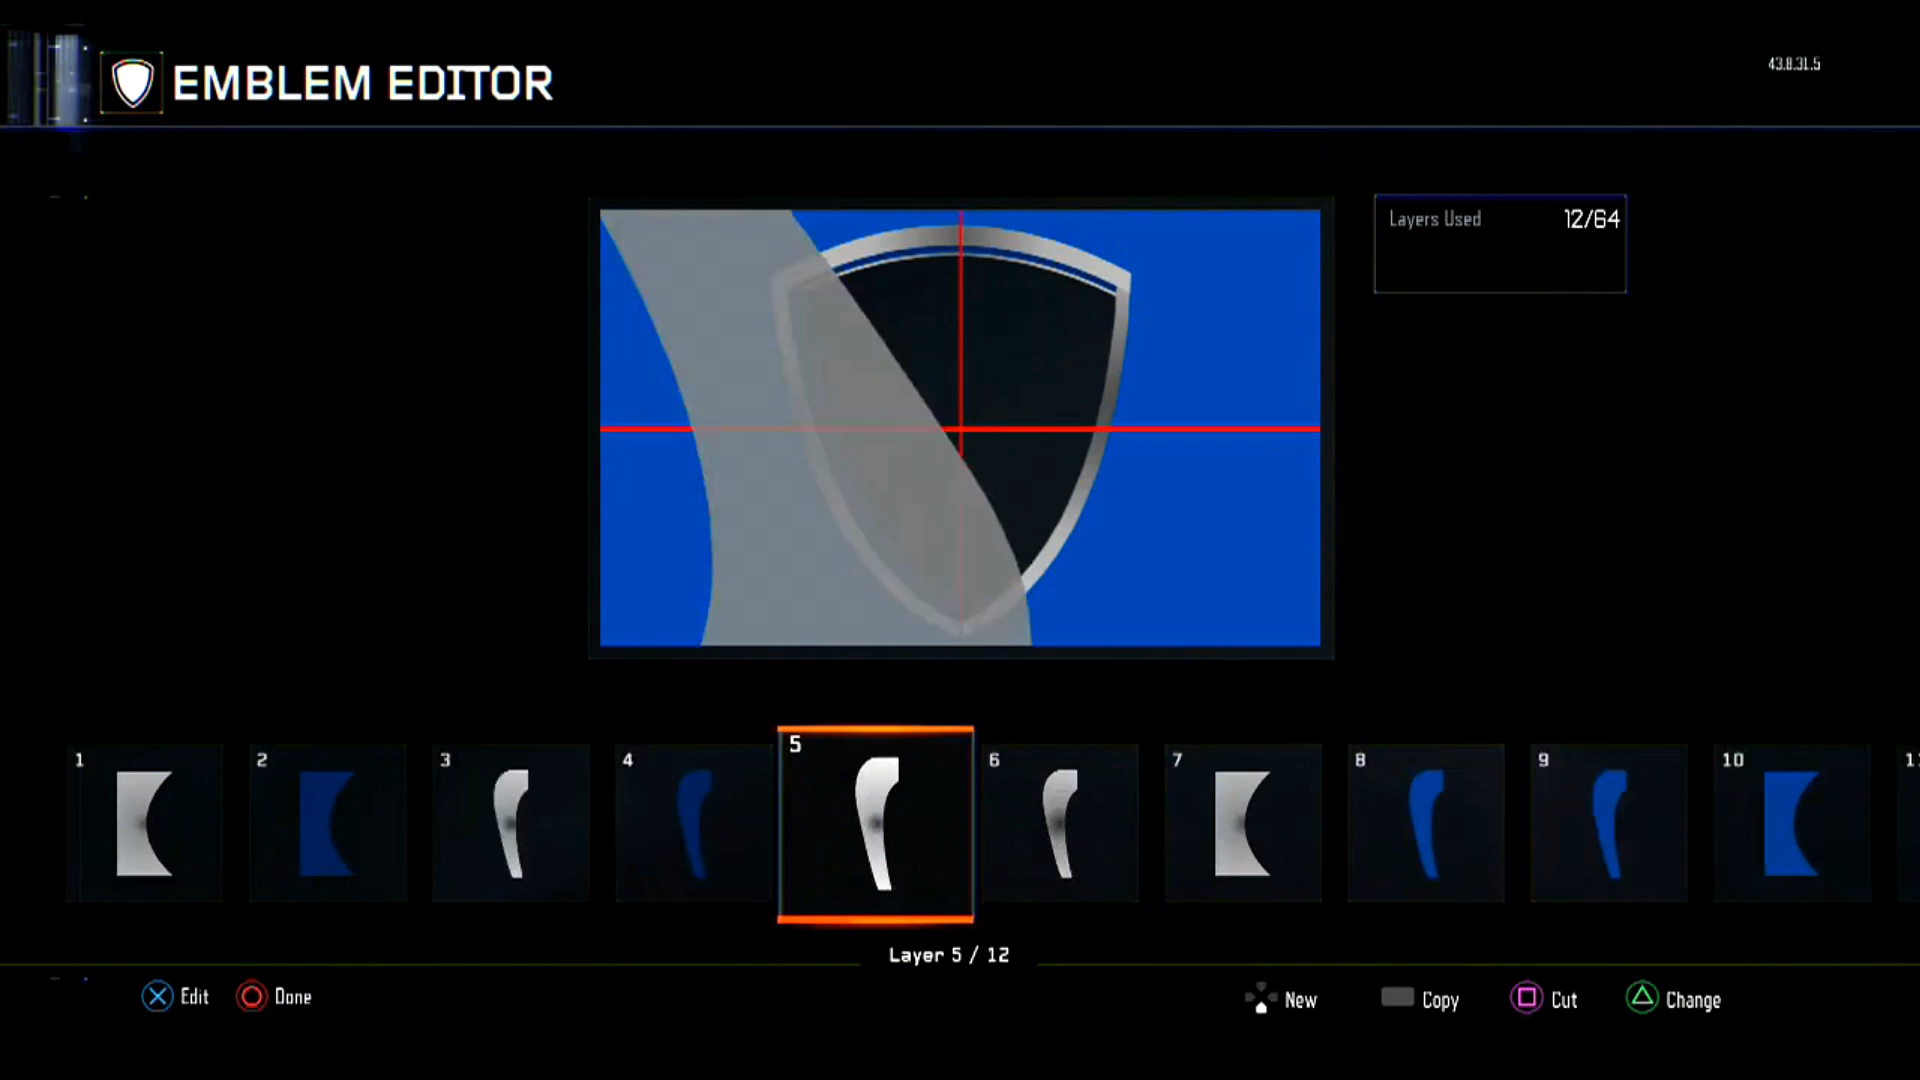 EMBLEM EDITOR
43.8.31.5
Layers Used 12/64
1 2 3 4 5 6 7 8 9 10
Layer 5 / 12
Edit Done New Copy Cut Change